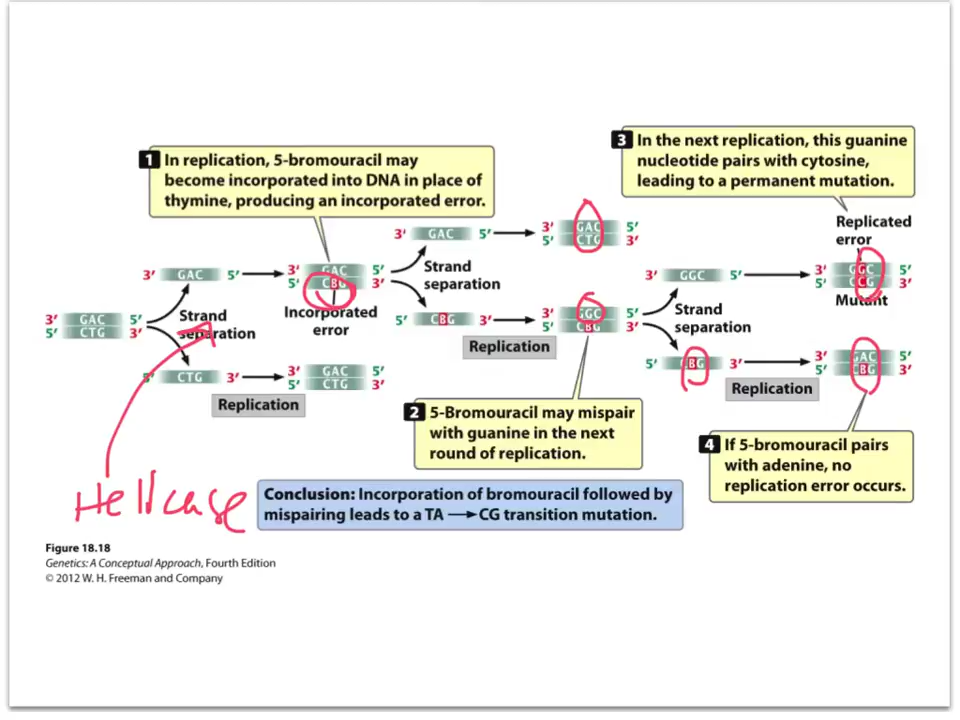 3 In the next replication, this guanine
nucleotide pairs with cytosine,
leading to a permanent mutation.
1 In replication, 5-bromouracil may
become incorporated into DNA in place of
thymine, producing an incorporated error.
Replicated
error
3′ GAC 5′
3′ GAC 5′
5′ CTG 3′
Strand
separation
3′ GAC 5′
3′ GAC 5′
5′ CBG 3′
Incorporated
error
3′ GGC 5′
3′ GGC 5′
5′ CCG 3′
Mutant
3′ GAC 5′
5′ CTG 3′
Strand
separation
5′ CBG 3′
3′ GGC 5′
5′ CBG 3′
Replication
Strand
separation
5′ CBG 3′
3′ GAC 5′
5′ CBG 3′
Replication
5′ CTG 3′
3′ GAC 5′
5′ CTG 3′
Replication
2 5-Bromouracil may mispair
with guanine in the next
round of replication.
4 If 5-bromouracil pairs
with adenine, no
replication error occurs.
Helicase
Conclusion: Incorporation of bromouracil followed by
mispairing leads to a TA → CG transition mutation.
Figure 18.18
Genetics: A Conceptual Approach, Fourth Edition
© 2012 W. H. Freeman and Company